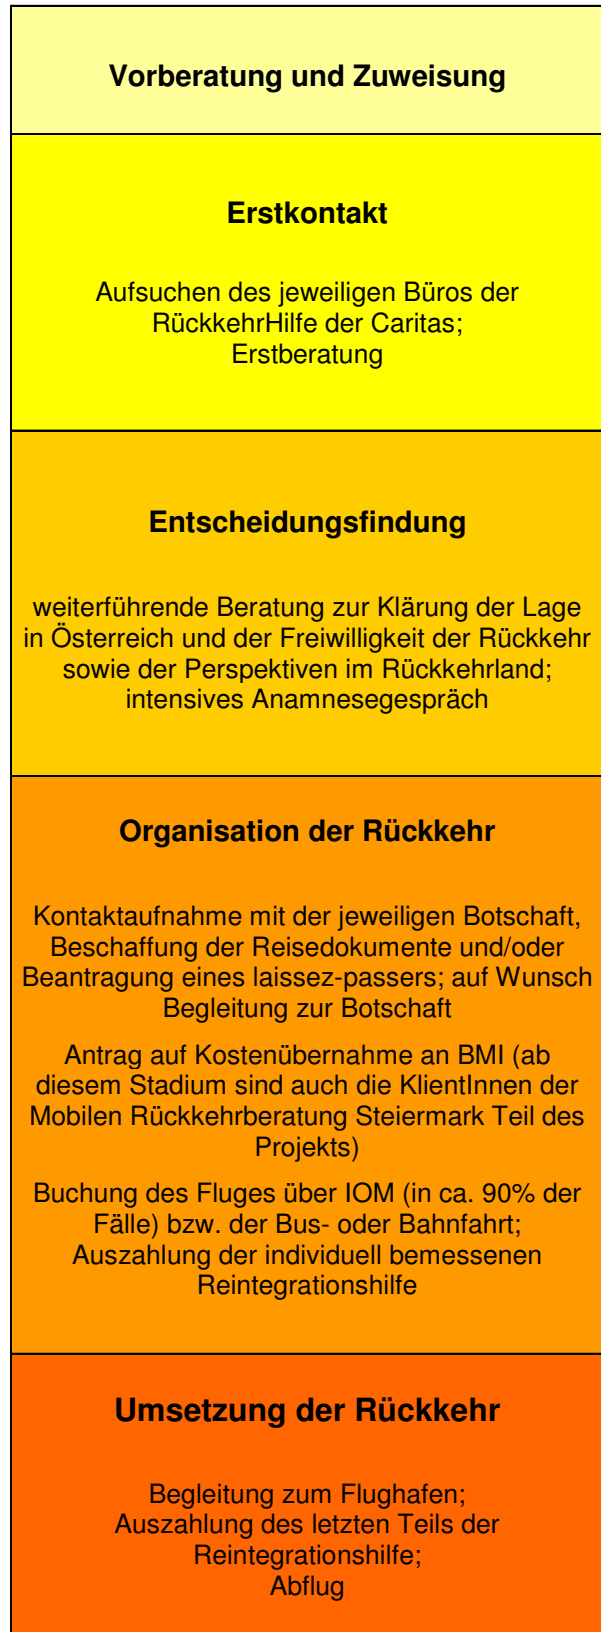 Vorberatung und Zuweisung
Erstkontakt
Aufsuchen des jeweiligen Büros der
RückkehrHilfe der Caritas;
Erstberatung
Entscheidungsfindung
weiterführende Beratung zur Klärung der Lage
in Österreich und der Freiwilligkeit der Rückkehr
sowie der Perspektiven im Rückkehrland;
intensives Anamnesegespräch
Organisation der Rückkehr
Kontaktaufnahme mit der jeweiligen Botschaft,
Beschaffung der Reisedokumente und/oder
Beantragung eines laissez-passers; auf Wunsch
Begleitung zur Botschaft
Antrag auf Kostenübernahme an BMI (ab
diesem Stadium sind auch die KlientInnen der
Mobilen Rückkehrberatung Steiermark Teil des
Projekts)
Buchung des Fluges über IOM (in ca. 90% der
Fälle) bzw. der Bus- oder Bahnfahrt;
Auszahlung der individuell bemessenen
Reintegrationshilfe
Umsetzung der Rückkehr
Begleitung zum Flughafen;
Auszahlung des letzten Teils der
Reintegrationshilfe;
Abflug